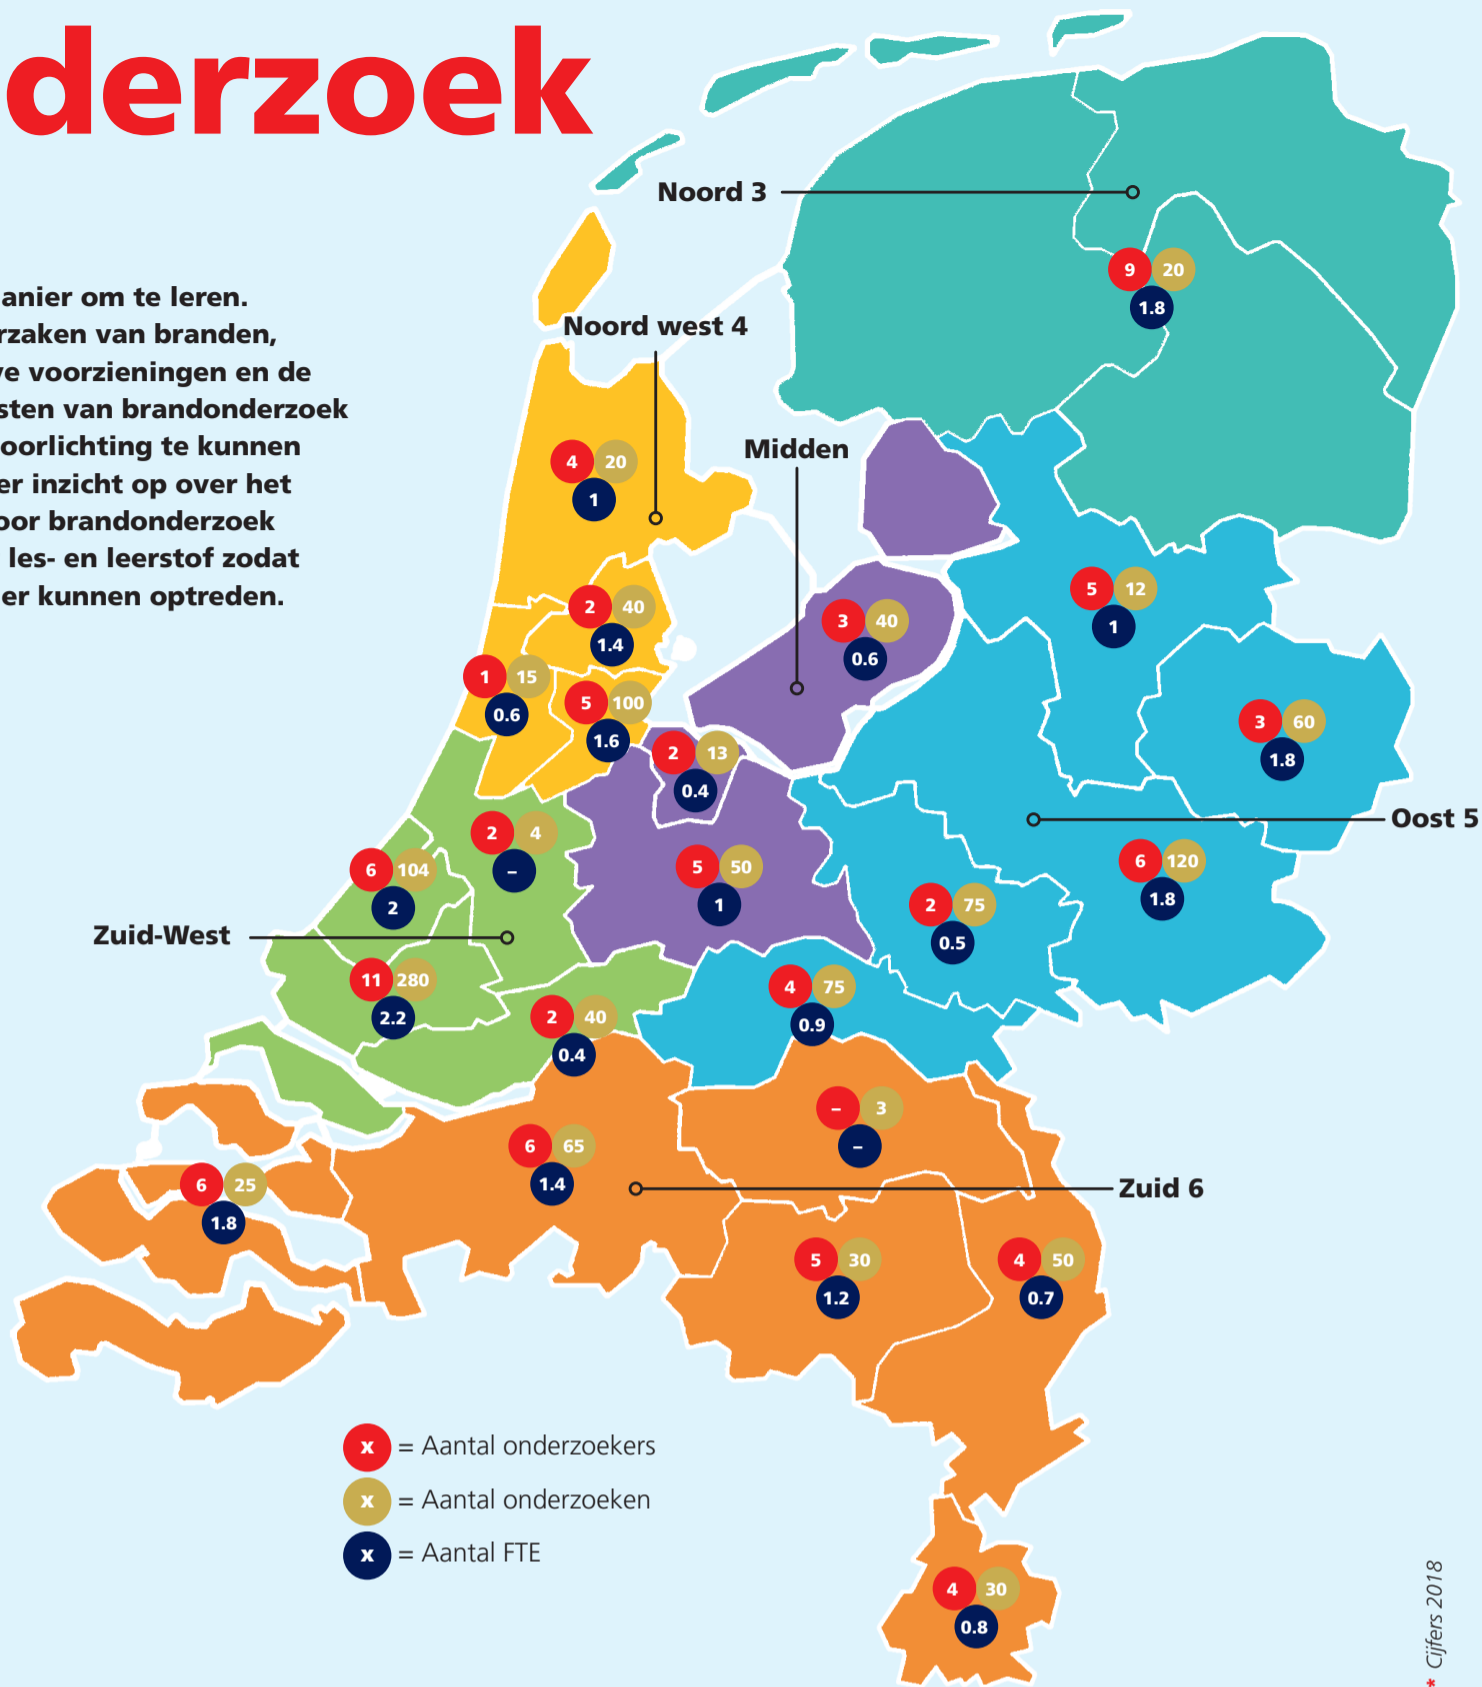 derzoek
anier om te leren.
rzaken van branden,
ve voorzieningen en de
sten van brandonderzoek
oorlichting te kunnen
er inzicht op over het
oor brandonderzoek
les- en leerstof zodat
er kunnen optreden.
Noord 3
9 20
1.8
Noord west 4
4 20
1
2 40
1.4
1 15
0.6
5 100
1.6
Midden
3 40
0.6
2 13
0.4
5 50
1
5 12
1
3 60
1.8
Oost 5
6 120
1.8
2 75
0.5
4 75
0.9
2 4
–
6 104
2
Zuid-West
11 280
2.2
2 40
0.4
– 3
–
6 65
1.4
Zuid 6
6 25
1.8
5 30
1.2
4 50
0.7
4 30
0.8
x = Aantal onderzoekers
x = Aantal onderzoeken
x = Aantal FTE
* Cijfers 2018